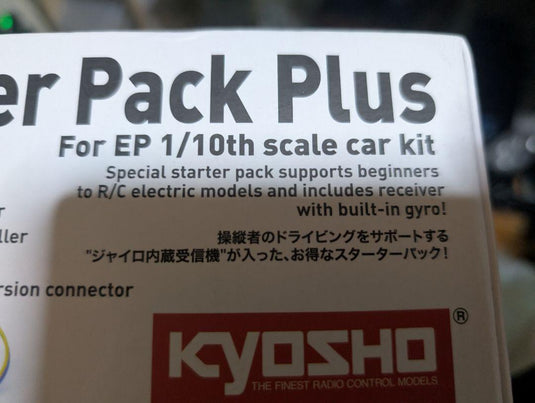 er Pack Plus
For EP 1/10th scale car kit
Special starter pack supports beginners
to R/C electric models and includes receiver
with built-in gyro!
r
ller
操縦者のドライビングをサポートする
"ジャイロ内蔵受信機"が入った、お得なスターターパック!
rsion connector
KYOSHO®
THE FINEST RADIO CONTROL MODELS